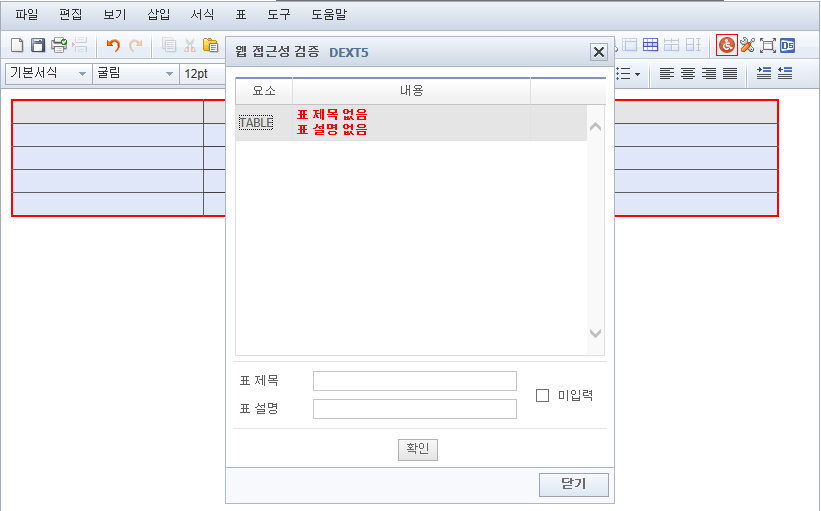 파일 편집 보기 삽입 서식 표 도구 도움말
D5
기본서식 굴림 12pt
웹 접근성 검증 DEXT5
요소 내용
TABLE
표 제목 없음
표 설명 없음
표 제목
표 설명
미입력
확인
닫기